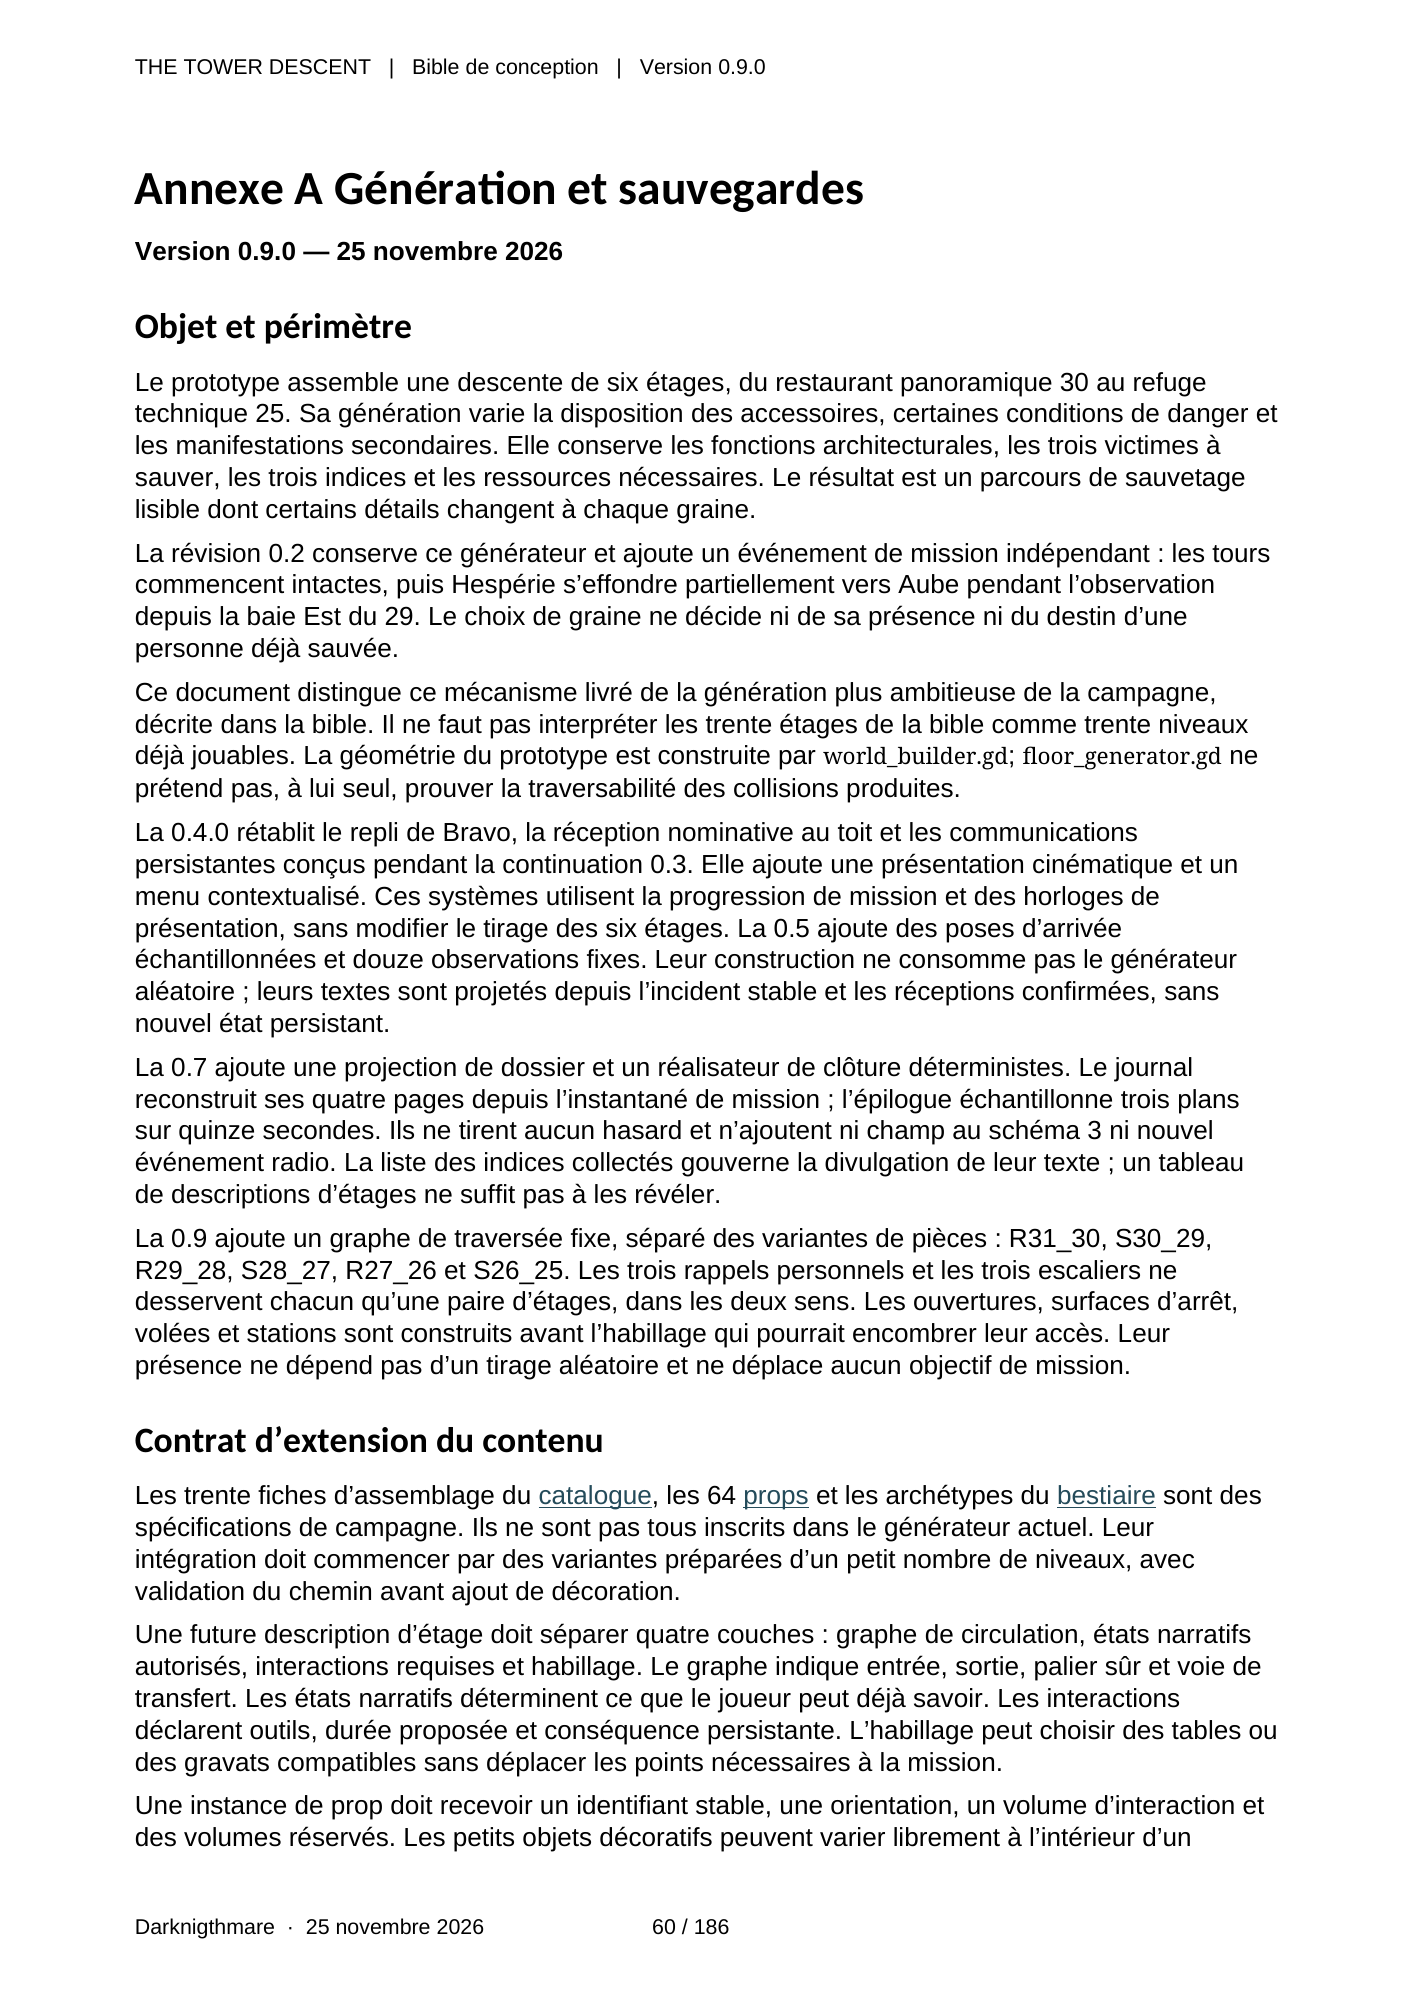 THE TOWER DESCENT | Bible de conception | Version 0.9.0
Annexe A Génération et sauvegardes
Version 0.9.0 — 25 novembre 2026
Objet et périmètre
Le prototype assemble une descente de six étages, du restaurant panoramique 30 au refuge
technique 25. Sa génération varie la disposition des accessoires, certaines conditions de danger et
les manifestations secondaires. Elle conserve les fonctions architecturales, les trois victimes à
sauver, les trois indices et les ressources nécessaires. Le résultat est un parcours de sauvetage
lisible dont certains détails changent à chaque graine.
La révision 0.2 conserve ce générateur et ajoute un événement de mission indépendant : les tours
commencent intactes, puis Hespérie s’effondre partiellement vers Aube pendant l’observation
depuis la baie Est du 29. Le choix de graine ne décide ni de sa présence ni du destin d’une
personne déjà sauvée.
Ce document distingue ce mécanisme livré de la génération plus ambitieuse de la campagne,
décrite dans la bible. Il ne faut pas interpréter les trente étages de la bible comme trente niveaux
déjà jouables. La géométrie du prototype est construite par world_builder.gd; floor_generator.gd ne
prétend pas, à lui seul, prouver la traversabilité des collisions produites.
La 0.4.0 rétablit le repli de Bravo, la réception nominative au toit et les communications
persistantes conçus pendant la continuation 0.3. Elle ajoute une présentation cinématique et un
menu contextualisé. Ces systèmes utilisent la progression de mission et des horloges de
présentation, sans modifier le tirage des six étages. La 0.5 ajoute des poses d’arrivée
échantillonnées et douze observations fixes. Leur construction ne consomme pas le générateur
aléatoire ; leurs textes sont projetés depuis l’incident stable et les réceptions confirmées, sans
nouvel état persistant.
La 0.7 ajoute une projection de dossier et un réalisateur de clôture déterministes. Le journal
reconstruit ses quatre pages depuis l’instantané de mission ; l’épilogue échantillonne trois plans
sur quinze secondes. Ils ne tirent aucun hasard et n’ajoutent ni champ au schéma 3 ni nouvel
événement radio. La liste des indices collectés gouverne la divulgation de leur texte ; un tableau
de descriptions d’étages ne suffit pas à les révéler.
La 0.9 ajoute un graphe de traversée fixe, séparé des variantes de pièces : R31_30, S30_29,
R29_28, S28_27, R27_26 et S26_25. Les trois rappels personnels et les trois escaliers ne
desservent chacun qu’une paire d’étages, dans les deux sens. Les ouvertures, surfaces d’arrêt,
volées et stations sont construits avant l’habillage qui pourrait encombrer leur accès. Leur
présence ne dépend pas d’un tirage aléatoire et ne déplace aucun objectif de mission.
Contrat d’extension du contenu
Les trente fiches d’assemblage du catalogue, les 64 props et les archétypes du bestiaire sont des
spécifications de campagne. Ils ne sont pas tous inscrits dans le générateur actuel. Leur
intégration doit commencer par des variantes préparées d’un petit nombre de niveaux, avec
validation du chemin avant ajout de décoration.
Une future description d’étage doit séparer quatre couches : graphe de circulation, états narratifs
autorisés, interactions requises et habillage. Le graphe indique entrée, sortie, palier sûr et voie de
transfert. Les états narratifs déterminent ce que le joueur peut déjà savoir. Les interactions
déclarent outils, durée proposée et conséquence persistante. L’habillage peut choisir des tables ou
des gravats compatibles sans déplacer les points nécessaires à la mission.
Une instance de prop doit recevoir un identifiant stable, une orientation, un volume d’interaction et
des volumes réservés. Les petits objets décoratifs peuvent varier librement à l’intérieur d’un
Darknigthmare · 25 novembre 2026 60 / 186